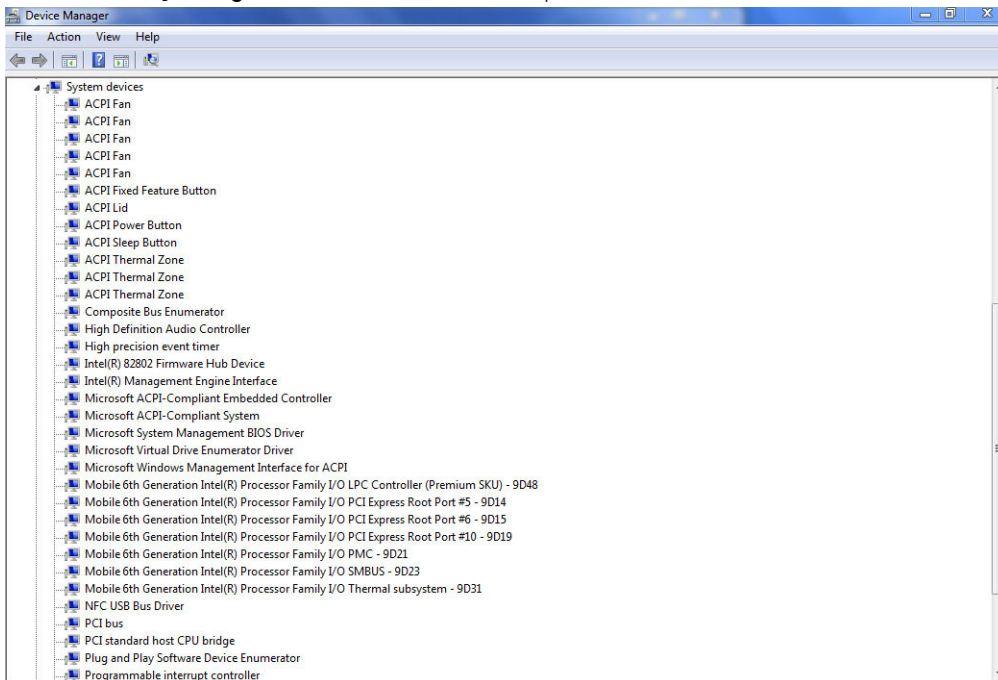 Device Manager
File Action View Help
System devices
ACPI Fan
ACPI Fan
ACPI Fan
ACPI Fan
ACPI Fan
ACPI Fixed Feature Button
ACPI Lid
ACPI Power Button
ACPI Sleep Button
ACPI Thermal Zone
ACPI Thermal Zone
ACPI Thermal Zone
Composite Bus Enumerator
High Definition Audio Controller
High precision event timer
Intel(R) 82802 Firmware Hub Device
Intel(R) Management Engine Interface
Microsoft ACPI-Compliant Embedded Controller
Microsoft ACPI-Compliant System
Microsoft System Management BIOS Driver
Microsoft Virtual Drive Enumerator Driver
Microsoft Windows Management Interface for ACPI
Mobile 6th Generation Intel(R) Processor Family I/O LPC Controller (Premium SKU) - 9D48
Mobile 6th Generation Intel(R) Processor Family I/O PCI Express Root Port #5 - 9D14
Mobile 6th Generation Intel(R) Processor Family I/O PCI Express Root Port #6 - 9D15
Mobile 6th Generation Intel(R) Processor Family I/O PCI Express Root Port #10 - 9D19
Mobile 6th Generation Intel(R) Processor Family I/O PMC - 9D21
Mobile 6th Generation Intel(R) Processor Family I/O SMBUS - 9D23
Mobile 6th Generation Intel(R) Processor Family I/O Thermal subsystem - 9D31
NFC USB Bus Driver
PCI bus
PCI standard host CPU bridge
Plug and Play Software Device Enumerator
Programmable interrupt controller